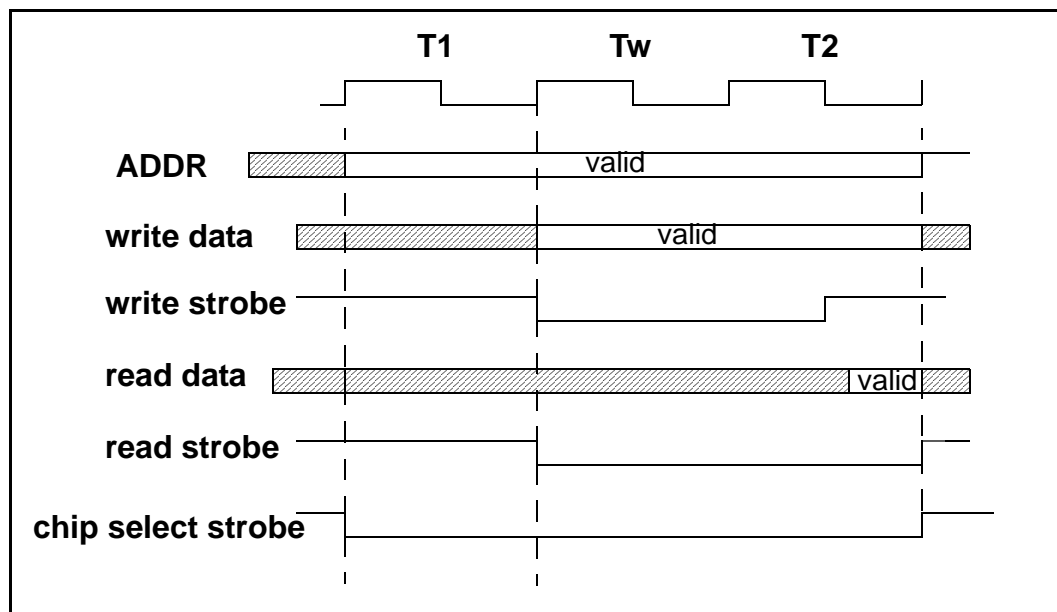 T1 Tw T2
ADDR valid
write data valid
write strobe
read data valid
read strobe
chip select strobe